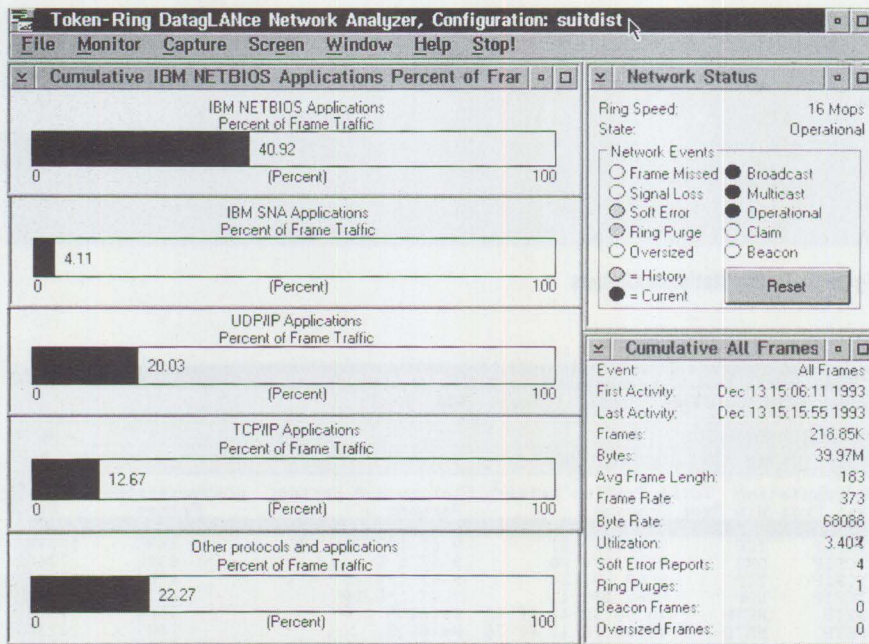 Token-Ring DatagLANce Network Analyzer, Configuration: suitdist
File Monitor Capture Screen Window Help Stop!
Cumulative IBM NETBIOS Applications Percent of Frar
IBM NETBIOS Applications
Percent of Frame Traffic
40.92
0 (Percent) 100
IBM SNA Applications
Percent of Frame Traffic
4.11
0 (Percent) 100
UDP/IP Applications
Percent of Frame Traffic
20.03
0 (Percent) 100
TCP/IP Applications
Percent of Frame Traffic
12.67
0 (Percent) 100
Other protocols and applications
Percent of Frame Traffic
22.27
0 (Percent) 100
Network Status
Ring Speed: 16 Mbps
State: Operational
Network Events
Frame Missed Broadcast
Signal Loss Multicast
Soft Error Operational
Ring Purge Claim
Oversized Beacon
= History
= Current
Reset
Cumulative All Frames
Event: All Frames
First Activity: Dec 13 15:06:11 1993
Last Activity: Dec 13 15:15:55 1993
Frames: 218.85K
Bytes: 39.97M
Avg Frame Length: 183
Frame Rate: 373
Byte Rate: 68088
Utilization: 3.40%
Soft Error Reports: 4
Ring Purges: 1
Beacon Frames: 0
Oversized Frames: 0